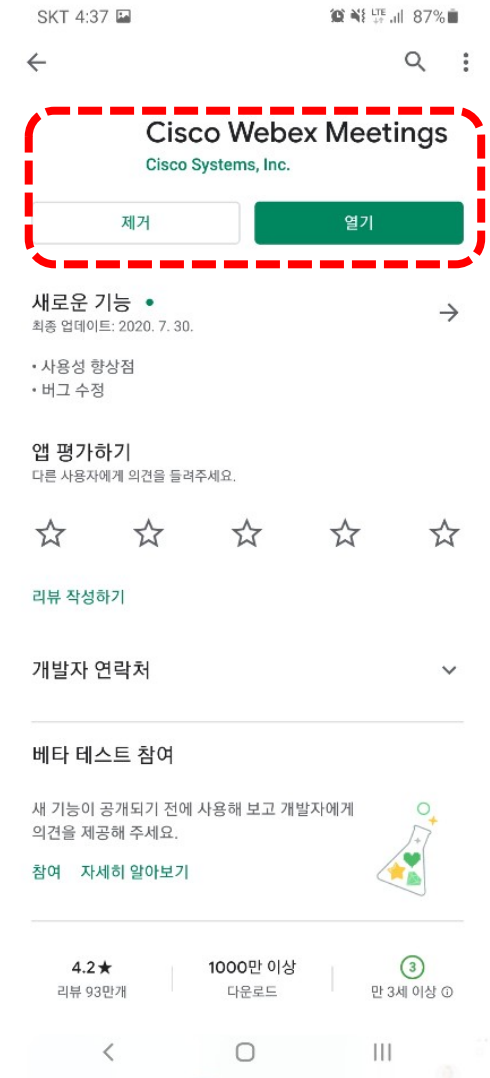 SKT 4:37 LTE 87%
Cisco Webex Meetings
Cisco Systems, Inc.
제거 열기
새로운 기능 •
최종 업데이트: 2020. 7. 30.
• 사용성 향상점
• 버그 수정
앱 평가하기
다른 사용자에게 의견을 들려주세요.
리뷰 작성하기
개발자 연락처
베타 테스트 참여
새 기능이 공개되기 전에 사용해 보고 개발자에게
의견을 제공해 주세요.
참여 자세히 알아보기
4.2★ 1000만 이상 3
리뷰 93만개 다운로드 만 3세 이상